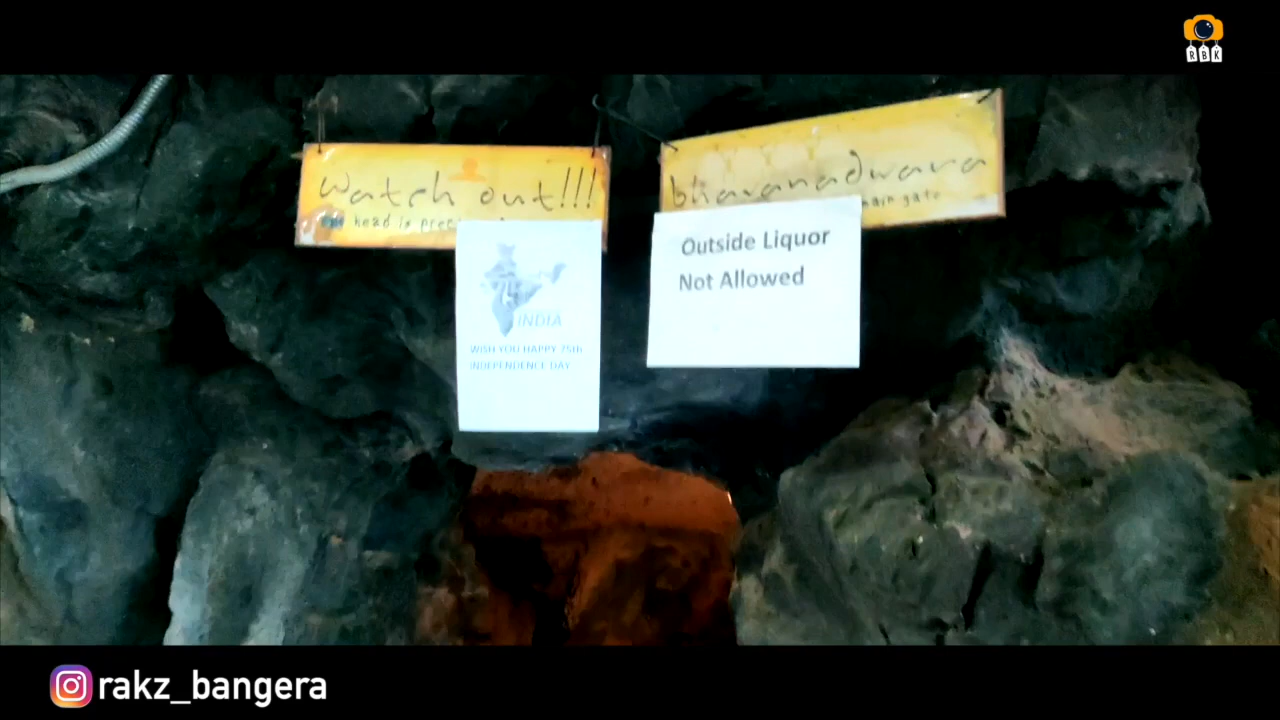 RBK
watch out!!!
head is
bhavanadwara
main gate
Outside Liquor
Not Allowed
75
INDIA
WISH YOU HAPPY 75th
INDEPENDENCE DAY
rakz_bangera